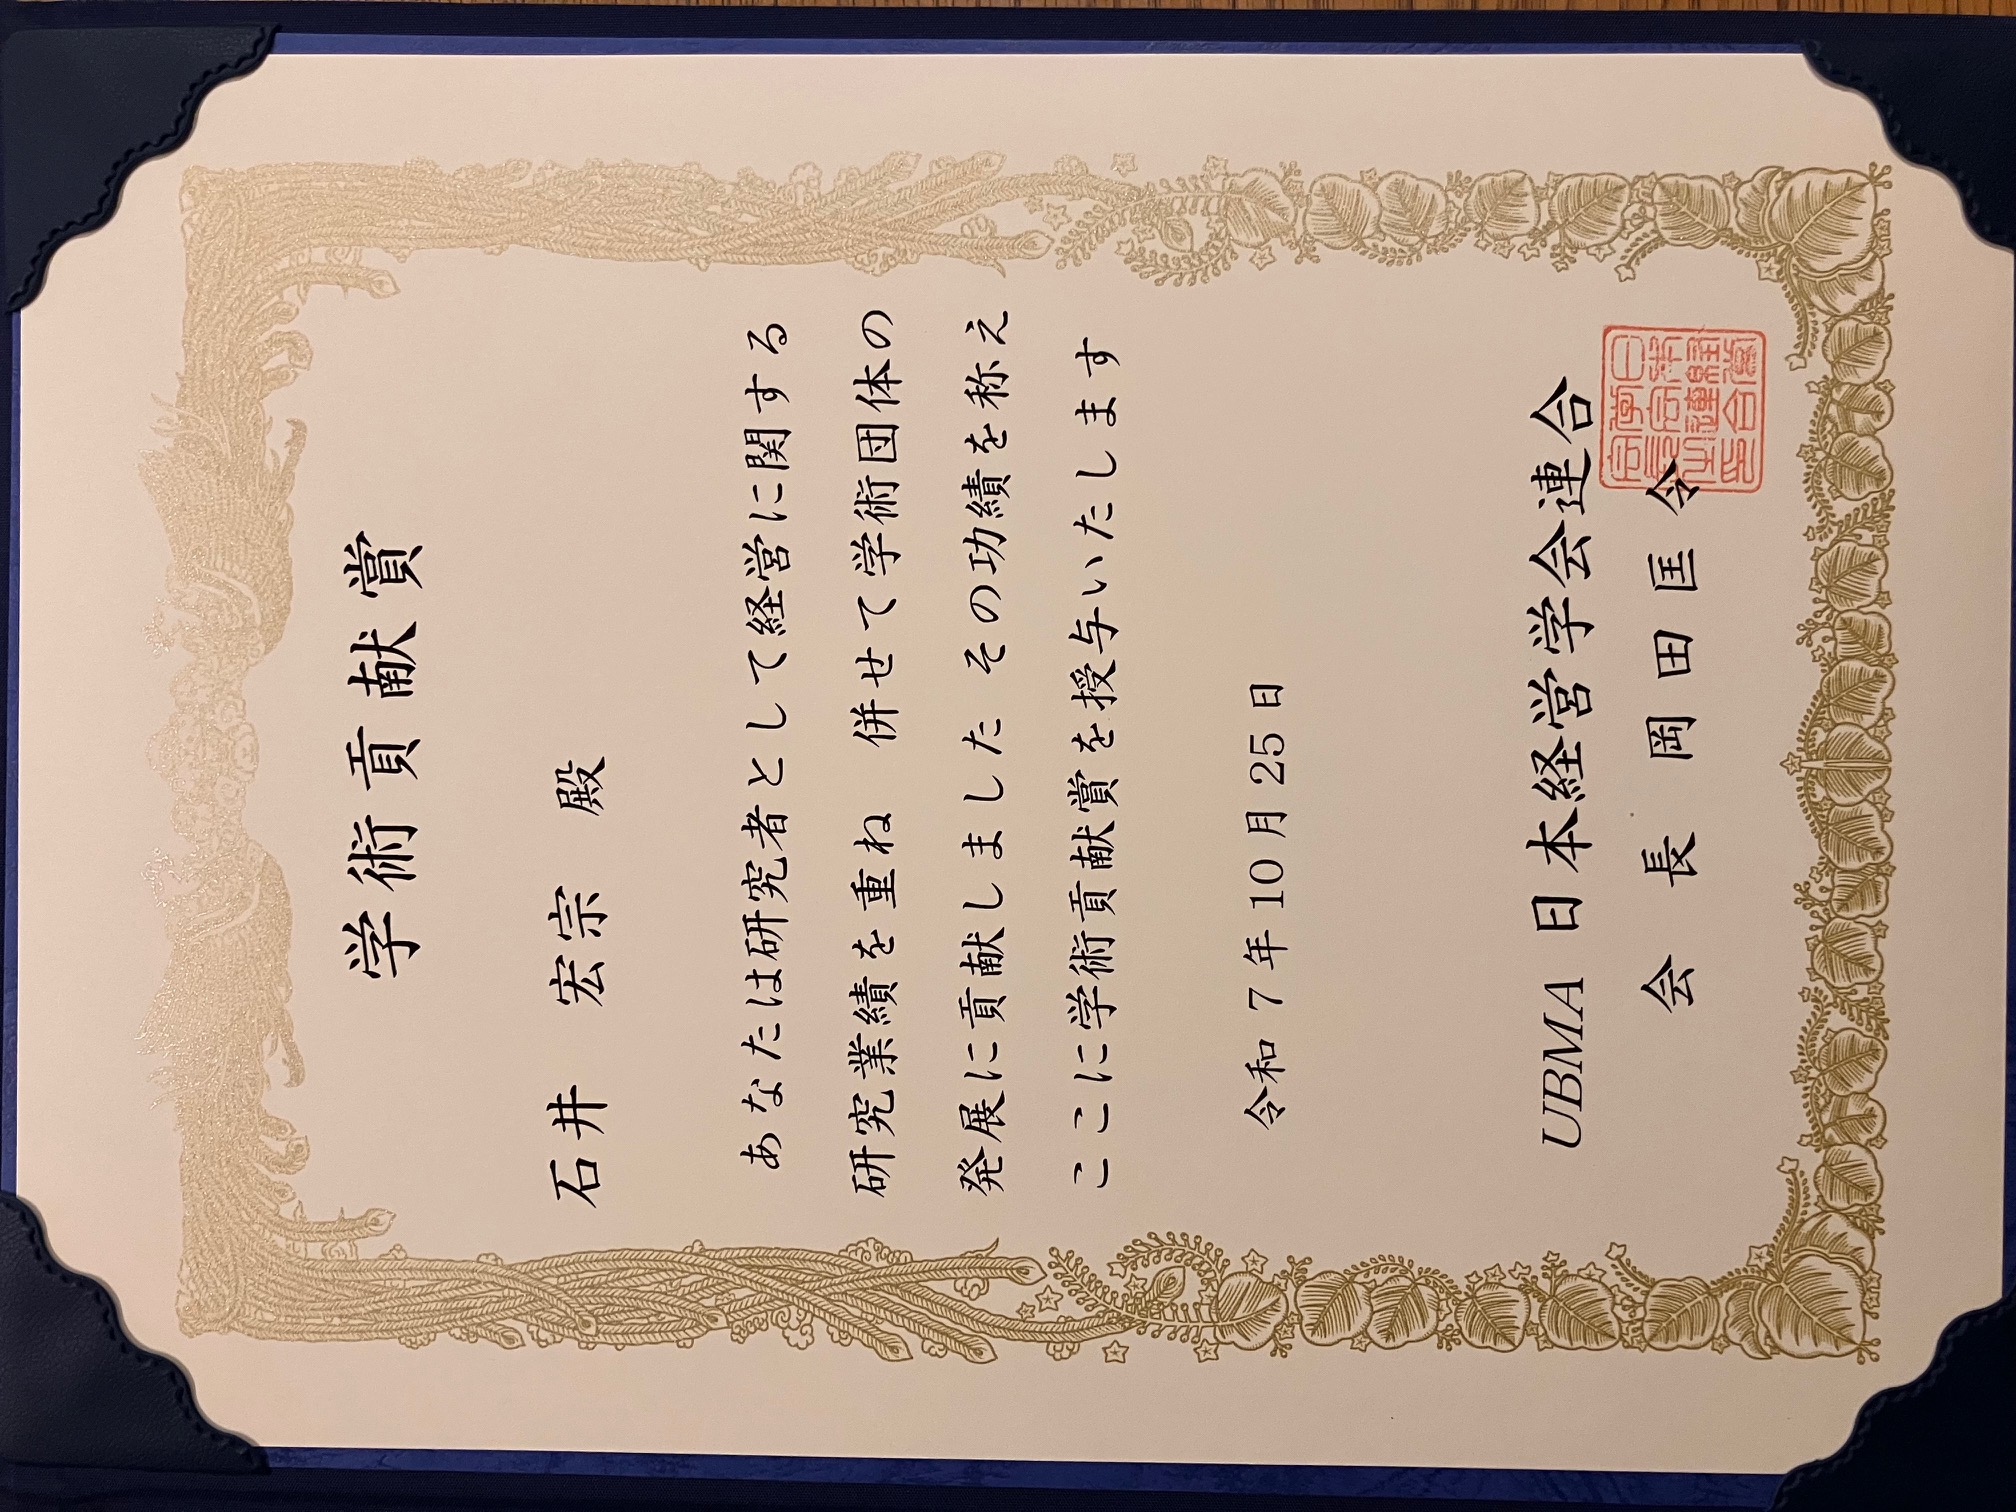 学術貢献賞
石井 宏宗 殿
あなたは研究者として経営に関する
研究業績を重ね 併せて学術団体の
発展に貢献しました その功績を称え
ここに学術貢献賞を授与いたします
令和7年10月25日
UBMA 日本経営学会連合
会長 岡田匡令